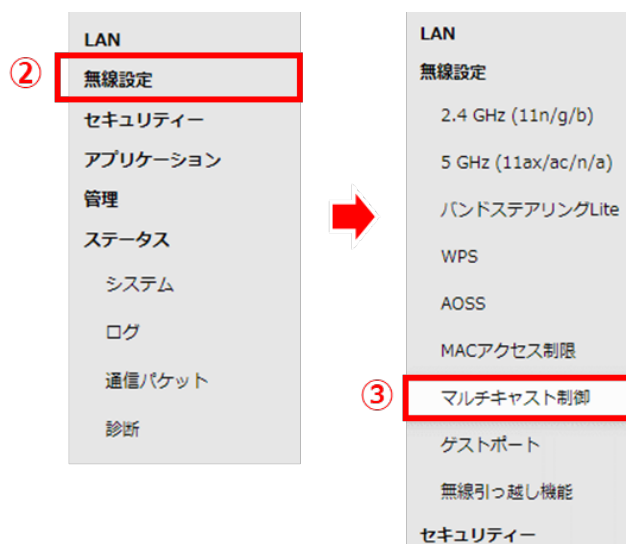 ②
LAN
無線設定
セキュリティー
アプリケーション
管理
ステータス
システム
ログ
通信パケット
診断
LAN
無線設定
2.4 GHz (11n/g/b)
5 GHz (11ax/ac/n/a)
バンドステアリングLite
WPS
AOSS
MACアクセス制限
③
マルチキャスト制御
ゲストポート
無線引っ越し機能
セキュリティー